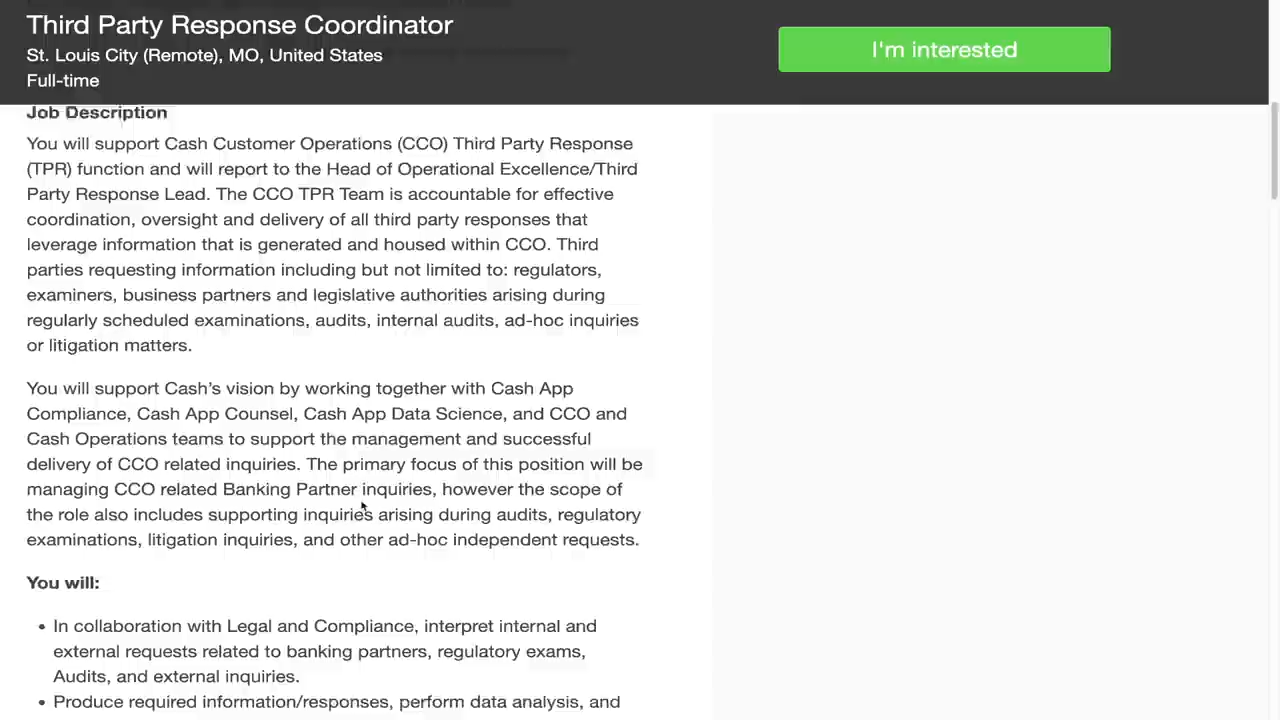 Third Party Response Coordinator
St. Louis City (Remote), MO, United States
Full-time
I'm interested
Job Description
You will support Cash Customer Operations (CCO) Third Party Response
(TPR) function and will report to the Head of Operational Excellence/Third
Party Response Lead. The CCO TPR Team is accountable for effective
coordination, oversight and delivery of all third party responses that
leverage information that is generated and housed within CCO. Third
parties requesting information including but not limited to: regulators,
examiners, business partners and legislative authorities arising during
regularly scheduled examinations, audits, internal audits, ad-hoc inquiries
or litigation matters.
You will support Cash’s vision by working together with Cash App
Compliance, Cash App Counsel, Cash App Data Science, and CCO and
Cash Operations teams to support the management and successful
delivery of CCO related inquiries. The primary focus of this position will be
managing CCO related Banking Partner inquiries, however the scope of
the role also includes supporting inquiries arising during audits, regulatory
examinations, litigation inquiries, and other ad-hoc independent requests.
You will:
• In collaboration with Legal and Compliance, interpret internal and
external requests related to banking partners, regulatory exams,
Audits, and external inquiries.
• Produce required information/responses, perform data analysis, and